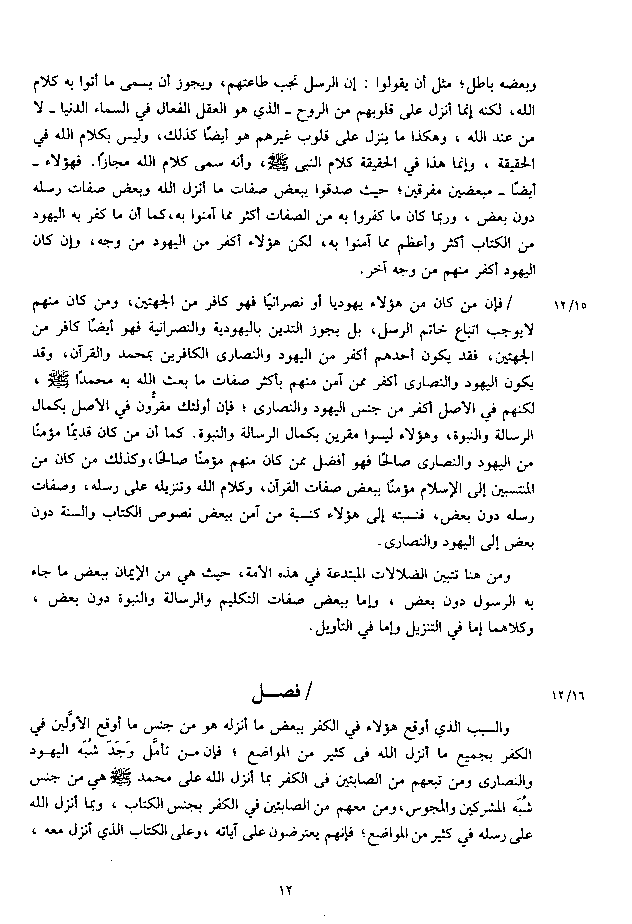 وبعضه باطل؛ مثل أن يقولوا : إن الرسل تجب طاعتهم، ويجوز أن يسمى ما أتوا به كلام
الله، لكنه إنما أنزل على قلوبهم من الروح ـ الذي هو العقل الفعال في السماء الدنيا ـ لا
من عند الله ، وهكذا ما ينزل على قلوب غيرهم هو أيضًا كذلك، وليس بكلام الله في
الحقيقة ، وإنما هذا في الحقيقة كلام النبي ﷺ، وأنه سمى كلام الله مجازًا. فهؤلاء ـ
أيضًا ـ مبعضين مفرقين؛ حيث صدقوا ببعض صفات ما أنزل الله وبعض صفات رسله
دون بعض ، وربما كان ما كفروا به من الصفات أكثر مما آمنوا به،كما أن ما كفر به اليهود
من الكتاب أكثر وأعظم مما آمنوا به، لكن هؤلاء أكفر من اليهود من وجه، وإن كان
اليهود أكفر منهم من وجه آخر.
١٢/١٥ / فإن من كان من هؤلاء يهوديا أو نصرانيًا فهو كافر من الجهتين، ومن كان منهم
لايوجب اتباع خاتم الرسل، بل يجوز التدين باليهودية والنصرانية فهو أيضًا كافر من
الجهتين، فقد يكون أحدهم أكفر من اليهود والنصارى الكافرين بمحمد والقرآن، وقد
يكون اليهود والنصارى أكفر ممن آمن منهم بأكثر صفات ما بعث الله به محمدًا ﷺ ،
لكنهم في الأصل أكفر من جنس اليهود والنصارى ؛ فإن أولئك مقرُّون في الأصل بكمال
الرسالة والنبوة، وهؤلاء ليسوا مقرين بكمال الرسالة والنبوة. كما أن من كان قديمًا مؤمنًا
من اليهود والنصارى صالحًا فهو أفضل ممن كان منهم مؤمنًا صالحًا،وكذلك من كان من
المنتسبين إلى الإسلام مؤمنًا ببعض صفات القرآن، وكلام الله وتنزيله على رسله، وصفات
رسله دون بعض، فنسبته إلى هؤلاء كنسبة من آمن ببعض نصوص الكتاب والسنة دون
بعض إلى اليهود والنصارى.
ومن هنا تتبين الضلالات المبتدعة في هذه الأمة، حيث هي من الإيمان ببعض ما جاء
به الرسول دون بعض ، وإما ببعض صفات التكليم والرسالة والنبوة دون بعض ،
وكلاهما إما في التنزيل وإما في التأويل.
١٢/١٦ / فصـــل
والسبب الذي أوقع هؤلاء في الكفر ببعض ما أنزله هو من جنس ما أوقع الأوَّلين في
الكفر بجميع ما أنزل الله فى كثير من المواضع ؛ فإن مـن تأمَّل وَجَدَ شُبَه اليهـود
والنصارى ومن تبعهم من الصابئين فى الكفر بما أنزل الله على محمد ﷺ هي من جنس
شُبَه المشركين والمجوس،ومن معهم من الصابئين في الكفر بجنس الكتاب ، وبما أنزل الله
على رسله في كثير من المواضع؛ فإنهم يعترضون على آياته ،وعلى الكتاب الذي أنزل معه ،
١٢